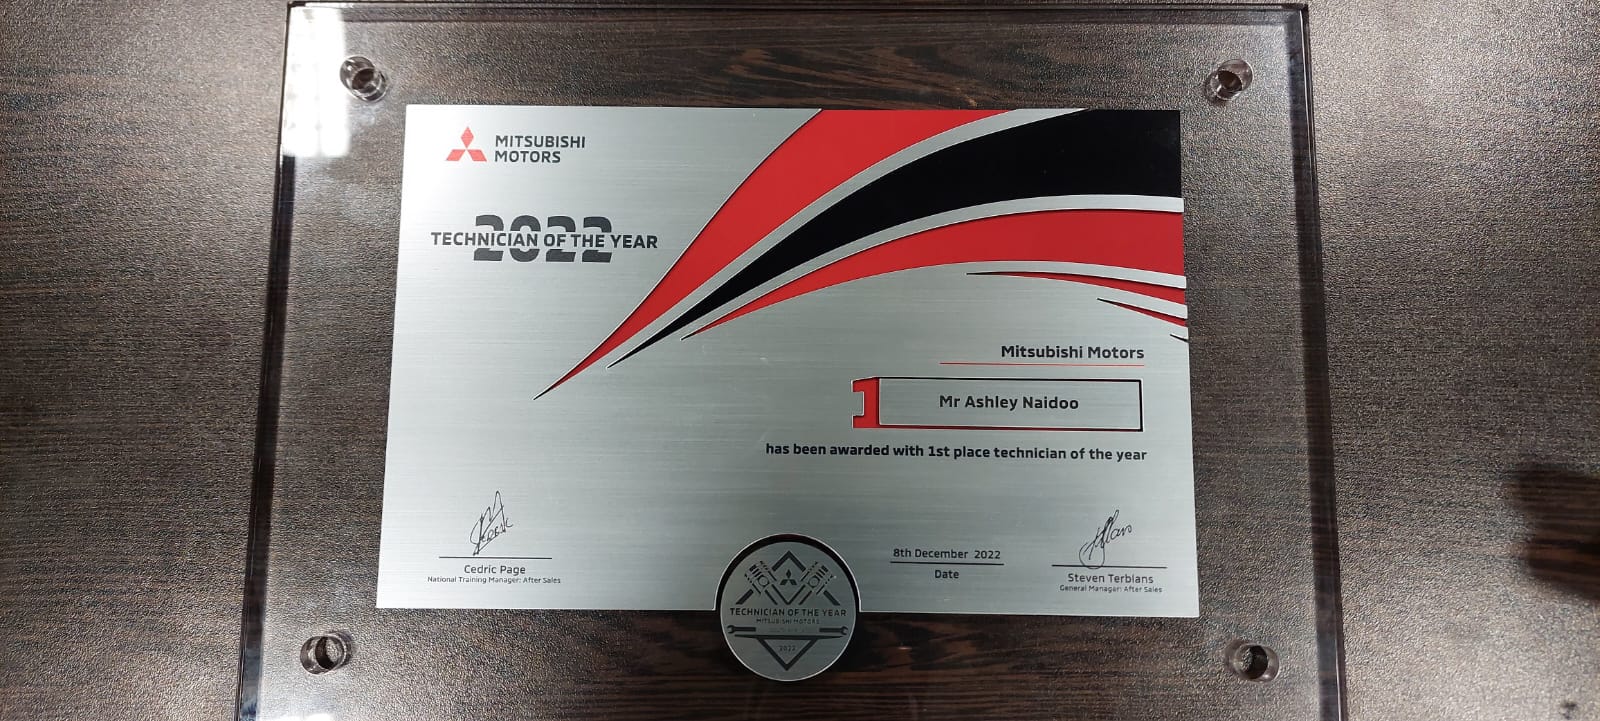 MITSUBISHI
MOTORS
2022
TECHNICIAN OF THE YEAR
Mitsubishi Motors
1
Mr Ashley Naidoo
has been awarded with 1st place technician of the year
Cedric Page
National Training Manager: After Sales
8th December 2022
Date
Steven Terblans
General Manager: After Sales
TECHNICIAN OF THE YEAR
MITSUBISHI MOTORS
2022